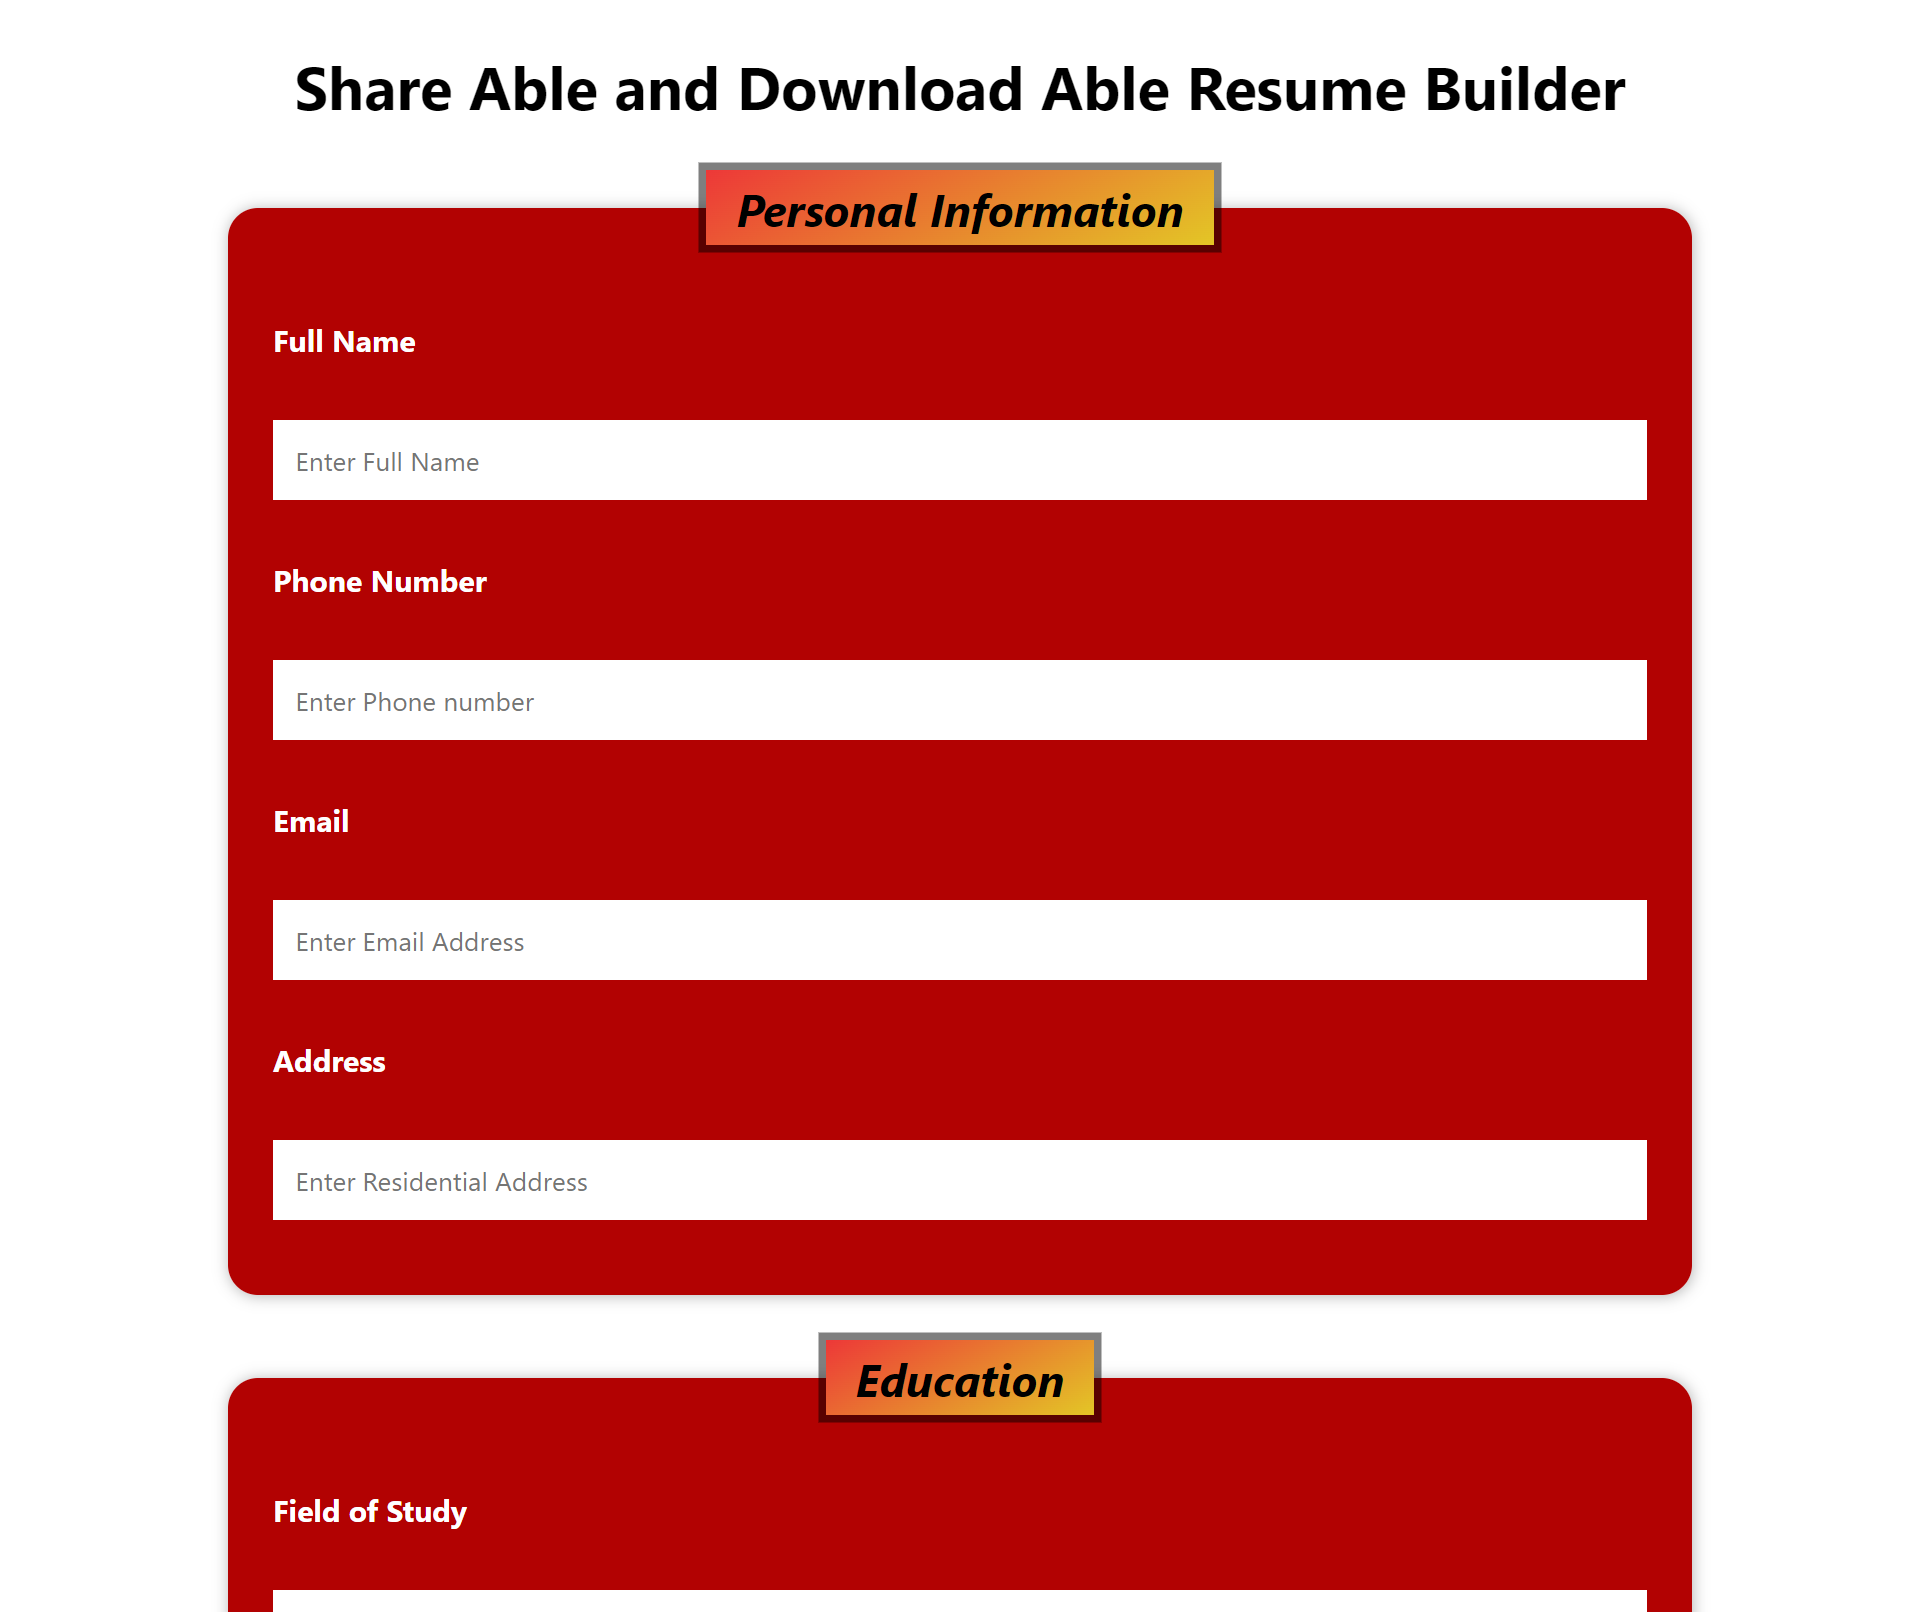 Share Able and Download Able Resume Builder
Personal Information
Full Name
Enter Full Name
Phone Number
Enter Phone number
Email
Enter Email Address
Address
Enter Residential Address
Education
Field of Study